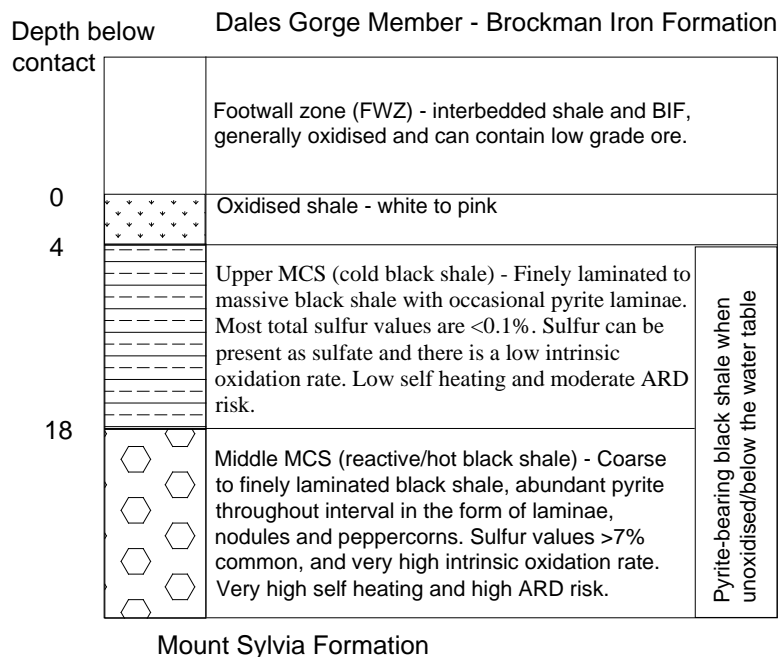 Dales Gorge Member - Brockman Iron Formation
Depth below
contact
Footwall zone (FWZ) - interbedded shale and BIF,
generally oxidised and can contain low grade ore.
0
Oxidised shale - white to pink
4
Upper MCS (cold black shale) - Finely laminated to
massive black shale with occasional pyrite laminae.
Most total sulfur values are <0.1%. Sulfur can be
present as sulfate and there is a low intrinsic
oxidation rate. Low self heating and moderate ARD
risk.
18
Middle MCS (reactive/hot black shale) - Coarse
to finely laminated black shale, abundant pyrite
throughout interval in the form of laminae,
nodules and peppercorns. Sulfur values >7%
common, and very high intrinsic oxidation rate.
Very high self heating and high ARD risk.
Pyrite-bearing black shale when
unoxidised/below the water table
Mount Sylvia Formation